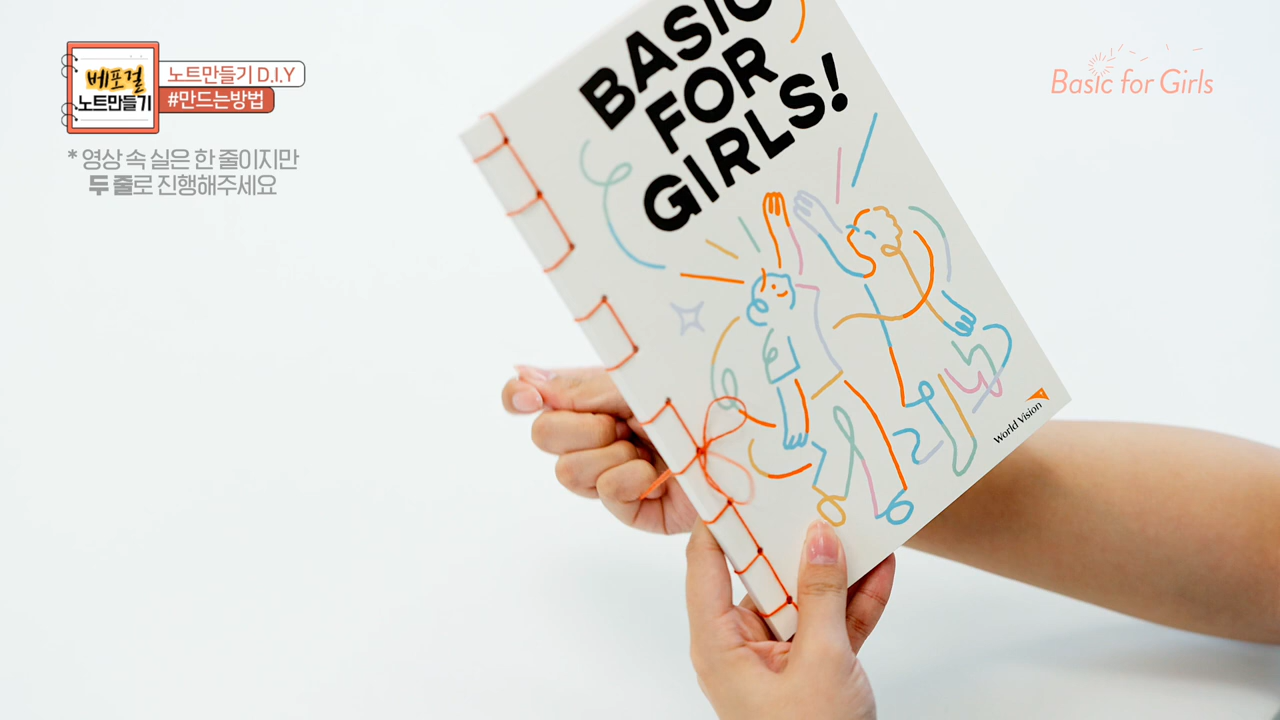 베포걸
노트만들기
노트만들기 D.I.Y
#만드는방법
* 영상 속 실은 한 줄이지만
두 줄로 진행해주세요
Basic for Girls
BASIC
FOR
GIRLS!
World Vision